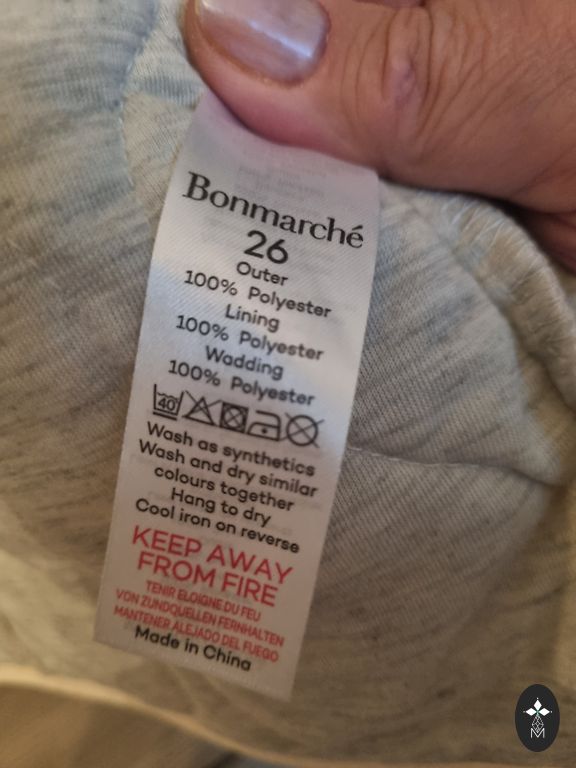 Bonmarché
26
Outer
100% Polyester
Lining
100% Polyester
Wadding
100% Polyester
40
Wash as synthetics
Wash and dry similar
colours together
Hang to dry
Cool iron on reverse
KEEP AWAY
FROM FIRE
TENIR ELOIGNE DU FEU
VON ZUNDQUELLEN FERNHALTEN
MANTENER ALEJADO DEL FUEGO
Made in China
M